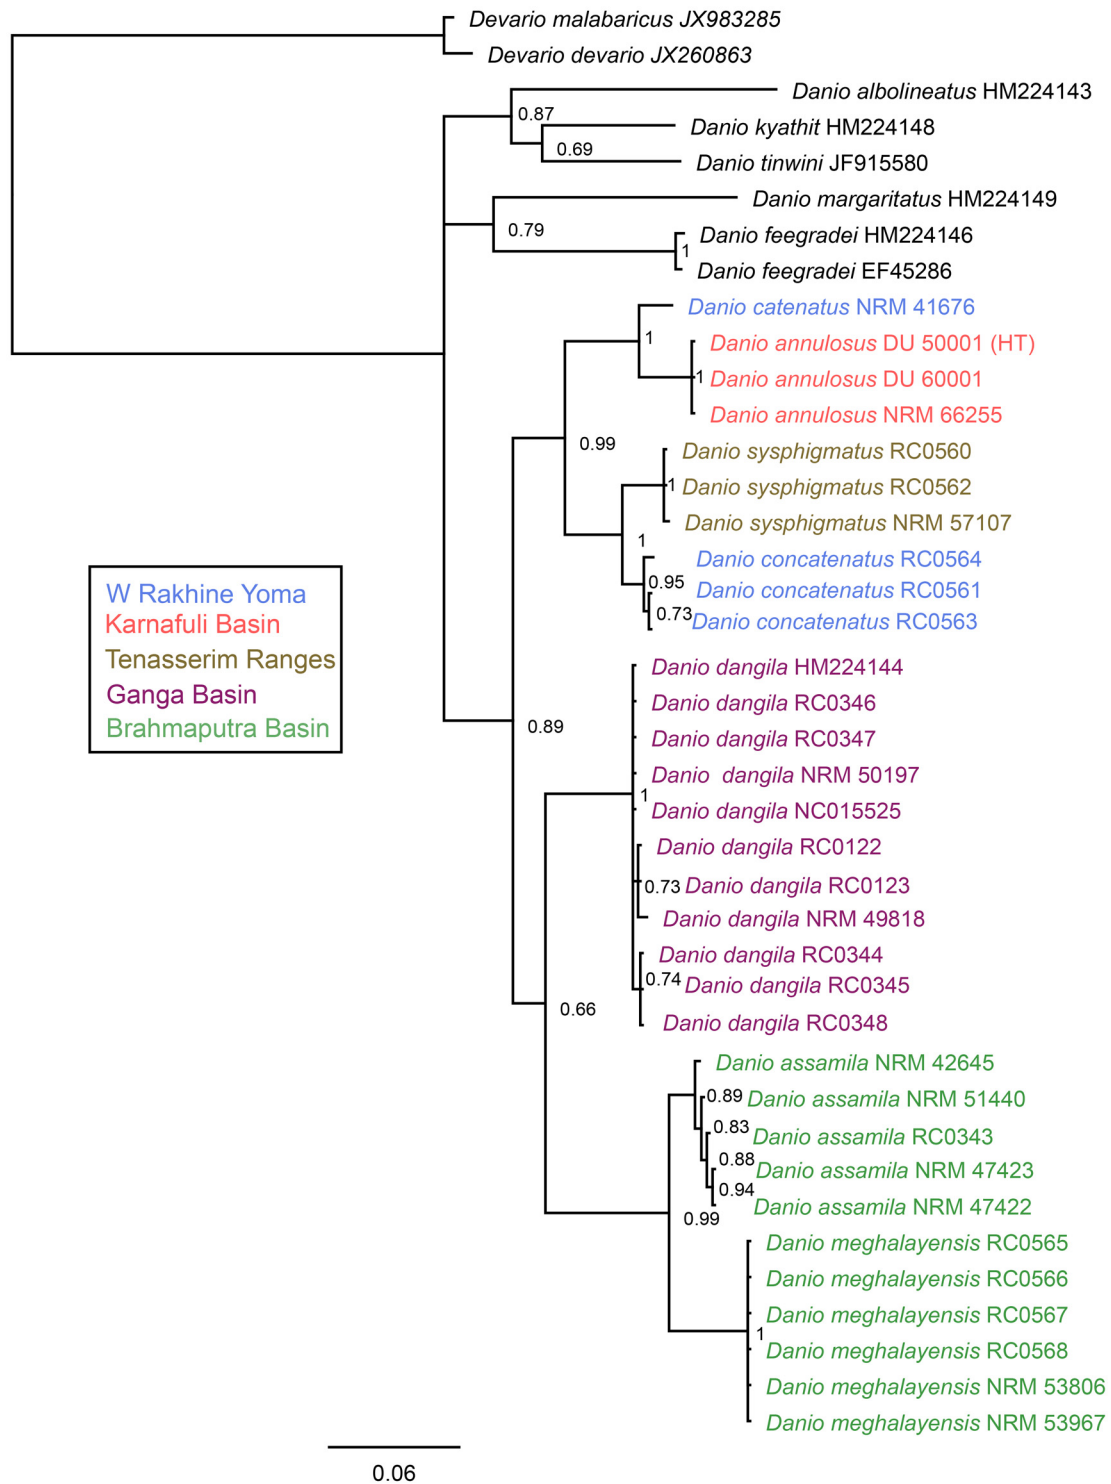 Devario malabaricus JX983285
Devario devario JX260863
Danio albolineatus HM224143
0.87
Danio kyathit HM224148
0.69
Danio tinwini JF915580
Danio margaritatus HM224149
0.79
Danio feegradei HM224146
1
Danio feegradei EF45286
Danio catenatus NRM 41676
1
Danio annulosus DU 50001 (HT)
1
Danio annulosus DU 60001
Danio annulosus NRM 66255
0.99
Danio sysphigmatus RC0560
1
Danio sysphigmatus RC0562
Danio sysphigmatus NRM 57107
1
Danio concatenatus RC0564
0.95
Danio concatenatus RC0561
0.73
Danio concatenatus RC0563
W Rakhine Yoma
Karnafuli Basin
Tenasserim Ranges
Ganga Basin
Brahmaputra Basin
Danio dangila HM224144
Danio dangila RC0346
0.89
Danio dangila RC0347
Danio dangila NRM 50197
1
Danio dangila NC015525
Danio dangila RC0122
0.73
Danio dangila RC0123
Danio dangila NRM 49818
Danio dangila RC0344
0.74
Danio dangila RC0345
0.66
Danio dangila RC0348
Danio assamila NRM 42645
0.89
Danio assamila NRM 51440
0.83
Danio assamila RC0343
0.88
Danio assamila NRM 47423
0.94
Danio assamila NRM 47422
0.99
Danio meghalayensis RC0565
Danio meghalayensis RC0566
Danio meghalayensis RC0567
1
Danio meghalayensis RC0568
Danio meghalayensis NRM 53806
Danio meghalayensis NRM 53967
0.06